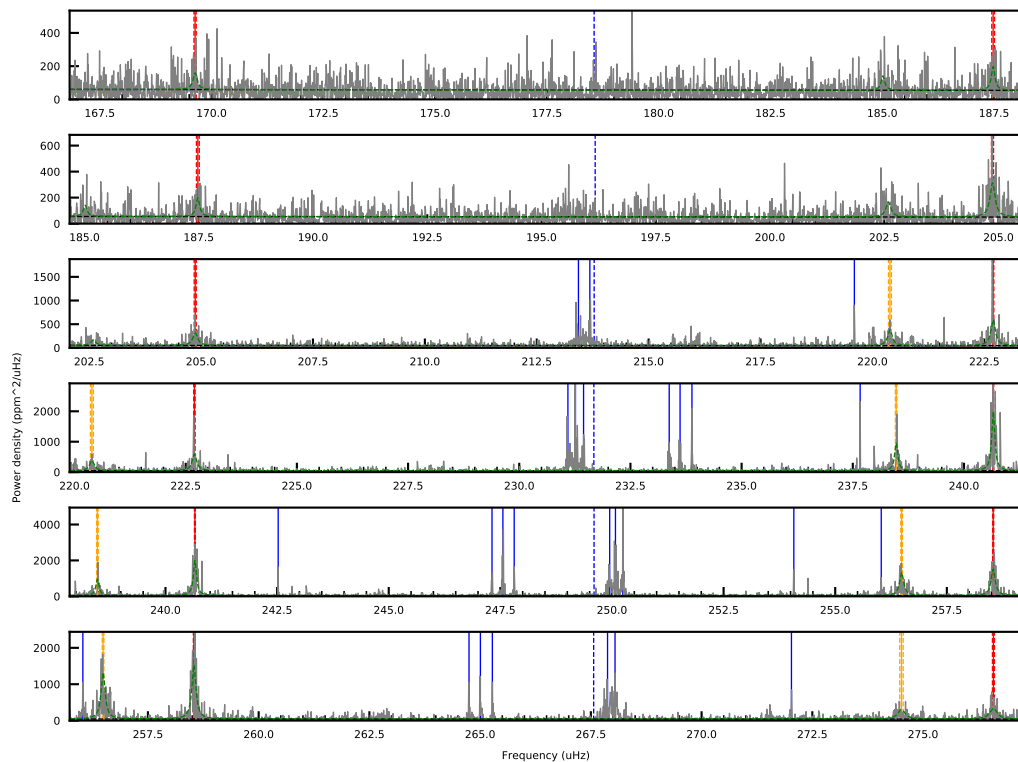 400
200
0
167.5 170.0 172.5 175.0 177.5 180.0 182.5 185.0 187.5
600
400
200
0
185.0 187.5 190.0 192.5 195.0 197.5 200.0 202.5 205.0
1500
1000
500
0
202.5 205.0 207.5 210.0 212.5 215.0 217.5 220.0 222.5
Power density (ppm^2/uHz)
2000
1000
0
220.0 222.5 225.0 227.5 230.0 232.5 235.0 237.5 240.0
4000
2000
0
240.0 242.5 245.0 247.5 250.0 252.5 255.0 257.5
2000
1000
0
257.5 260.0 262.5 265.0 267.5 270.0 272.5 275.0
Frequency (uHz)